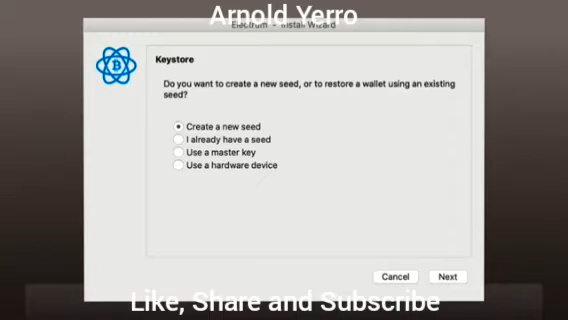 Arnold Yerro
Electrum - Install Wizard
Keystore
Do you want to create a new seed, or to restore a wallet using an existing
seed?
Create a new seed
I already have a seed
Use a master key
Use a hardware device
Cancel
Next
Like, Share and Subscribe